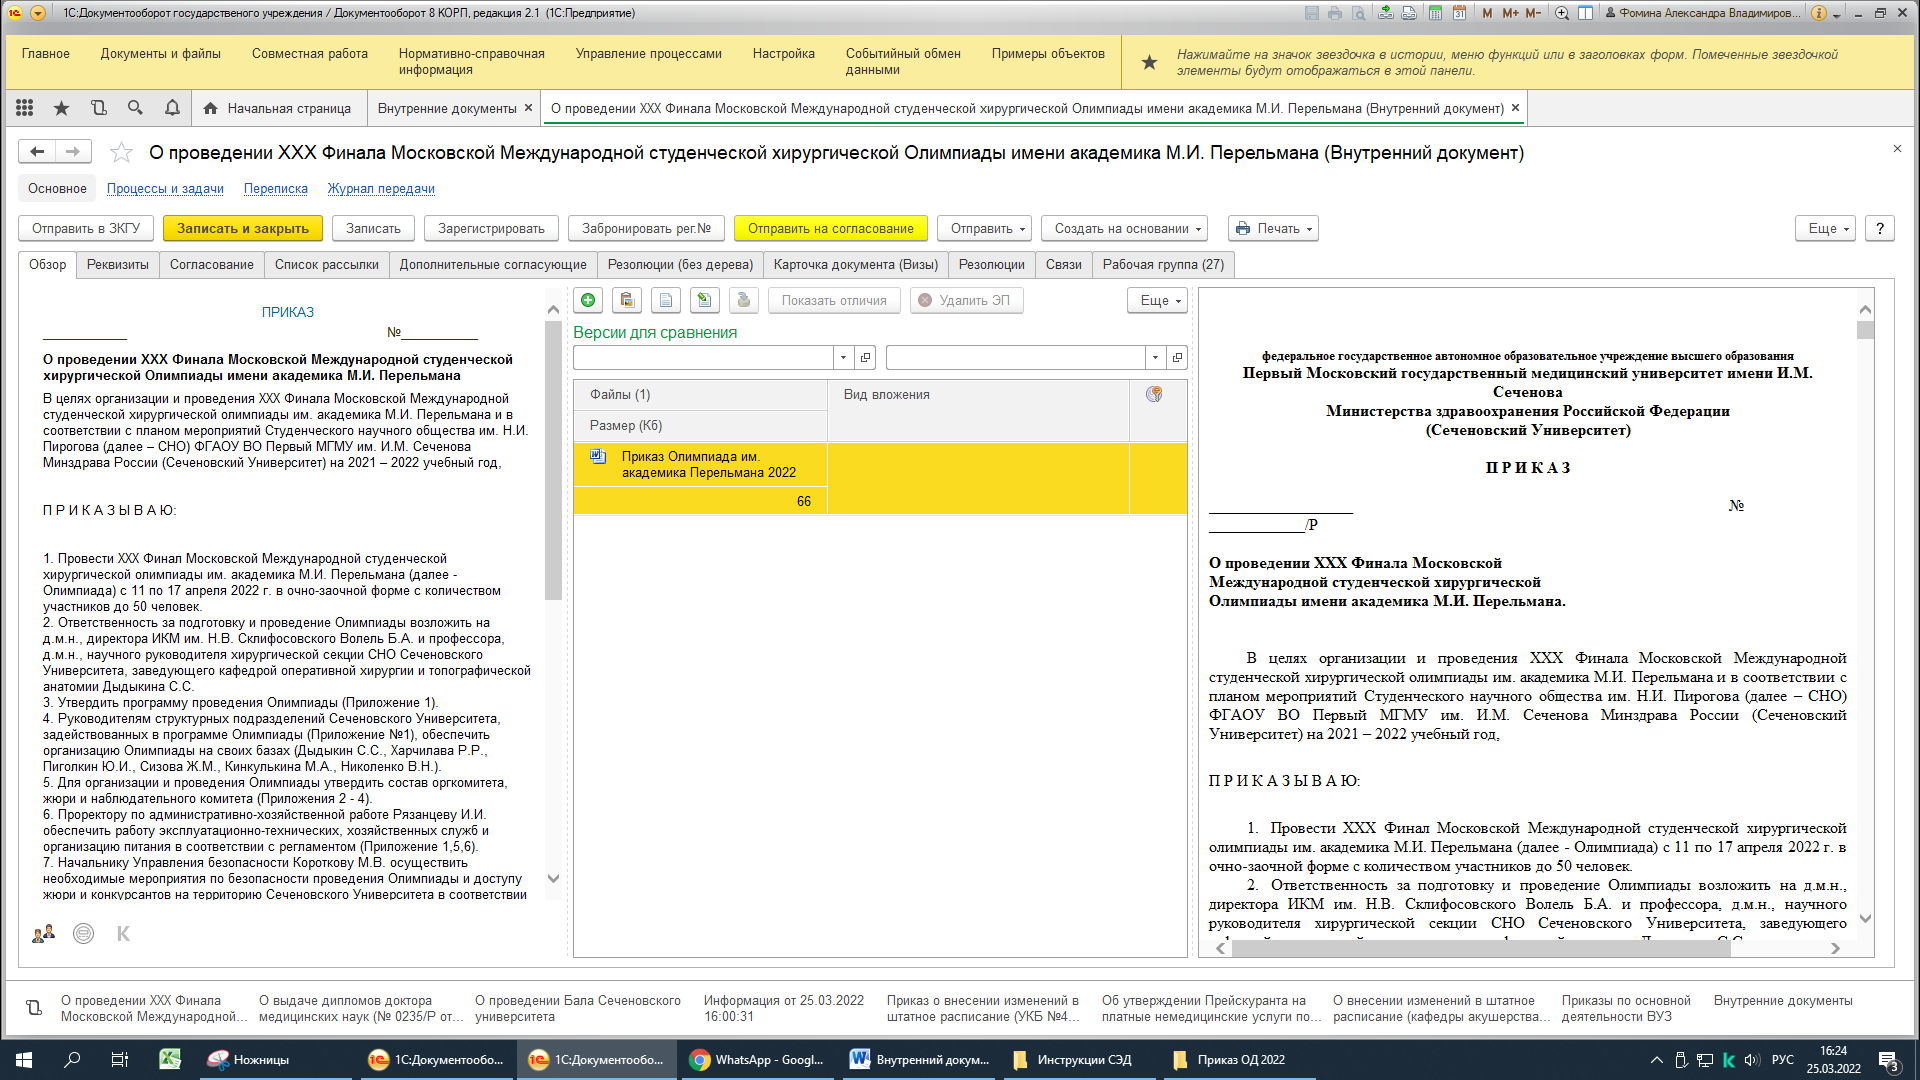 1С:Документооборот государственого учреждения / Документооборот 8 КОРП, редакция 2.1 (1С:Предприятие)
M M+ M-
Фомина Александра Владимиров...
Главное
Документы и файлы
Совместная работа
Нормативно-справочная
информация
Управление процессами
Настройка
Событийный обмен
данными
Примеры объектов
Нажимайте на значок звездочка в истории, меню функций или в заголовках форм. Помеченные звездочкой
элементы будут отображаться в этой панели.
Начальная страница
Внутренние документы ×
О проведении XXX Финала Московской Международной студенческой хирургической Олимпиады имени академика М.И. Перельмана (Внутренний документ) ×
О проведении XXX Финала Московской Международной студенческой хирургической Олимпиады имени академика М.И. Перельмана (Внутренний документ)
Основное Процессы и задачи Переписка Журнал передачи
Отправить в ЗКГУ Записать и закрыть Записать Зарегистрировать Забронировать рег.№ Отправить на согласование Отправить Создать на основании Печать Еще ?
Обзор Реквизиты Согласование Список рассылки Дополнительные согласующие Резолюции (без дерева) Карточка документа (Визы) Резолюции Связи Рабочая группа (27)
ПРИКАЗ
___________ №__________
О проведении XXX Финала Московской Международной студенческой
хирургической Олимпиады имени академика М.И. Перельмана
В целях организации и проведения XXX Финала Московской Международной
студенческой хирургической олимпиады им. академика М.И. Перельмана и в
соответствии с планом мероприятий Студенческого научного общества им. Н.И.
Пирогова (далее – СНО) ФГАОУ ВО Первый МГМУ им. И.М. Сеченова
Минздрава России (Сеченовский Университет) на 2021 – 2022 учебный год,
П Р И К А З Ы В А Ю:
1. Провести XXX Финал Московской Международной студенческой
хирургической олимпиады им. академика М.И. Перельмана (далее -
Олимпиада) с 11 по 17 апреля 2022 г. в очно-заочной форме с количеством
участников до 50 человек.
2. Ответственность за подготовку и проведение Олимпиады возложить на
д.м.н., директора ИКМ им. Н.В. Склифосовского Волель Б.А. и профессора,
д.м.н., научного руководителя хирургической секции СНО Сеченовского
Университета, заведующего кафедрой оперативной хирургии и топографической
анатомии Дыдыкина С.С.
3. Утвердить программу проведения Олимпиады (Приложение 1).
4. Руководителям структурных подразделений Сеченовского Университета,
задействованных в программе Олимпиады (Приложение №1), обеспечить
организацию Олимпиады на своих базах (Дыдыкин С.С., Харчилава Р.Р.,
Пиголкин Ю.И., Сизова Ж.М., Кинкулькина М.А., Николенко В.Н.).
5. Для организации и проведения Олимпиады утвердить состав оргкомитета,
жюри и наблюдательного комитета (Приложения 2 - 4).
6. Проректору по административно-хозяйственной работе Рязанцеву И.И.
обеспечить работу эксплуатационно-технических, хозяйственных служб и
организацию питания в соответствии с регламентом (Приложение 1,5,6).
7. Начальнику Управления безопасности Короткову М.В. осуществить
необходимые мероприятия по безопасности проведения Олимпиады и доступу
жюри и конкурсантов на территорию Сеченовского Университета в соответствии
K
Показать отличия Удалить ЭП Еще
Версии для сравнения
Файлы (1) Вид вложения
Размер (Кб)
Приказ Олимпиада им.
академика Перельмана 2022
66
федеральное государственное автономное образовательное учреждение высшего образования
Первый Московский государственный медицинский университет имени И.М.
Сеченова
Министерства здравоохранения Российской Федерации
(Сеченовский Университет)
П Р И К А З
__________________ №
____________/Р
О проведении XXX Финала Московской
Международной студенческой хирургической
Олимпиады имени академика М.И. Перельмана.
В целях организации и проведения XXX Финала Московской Международной
студенческой хирургической олимпиады им. академика М.И. Перельмана и в соответствии с
планом мероприятий Студенческого научного общества им. Н.И. Пирогова (далее – СНО)
ФГАОУ ВО Первый МГМУ им. И.М. Сеченова Минздрава России (Сеченовский
Университет) на 2021 – 2022 учебный год,
П Р И К А З Ы В А Ю:
1. Провести XXX Финал Московской Международной студенческой хирургической
олимпиады им. академика М.И. Перельмана (далее - Олимпиада) с 11 по 17 апреля 2022 г. в
очно-заочной форме с количеством участников до 50 человек.
2. Ответственность за подготовку и проведение Олимпиады возложить на д.м.н.,
директора ИКМ им. Н.В. Склифосовского Волель Б.А. и профессора, д.м.н., научного
руководителя хирургической секции СНО Сеченовского Университета, заведующего
О проведении XXX Финала
Московской Международной...
О выдаче дипломов доктора
медицинских наук (№ 0235/Р от...
О проведении Бала Сеченовского
университета
Информация от 25.03.2022
16:00:31
Приказ о внесении изменений в
штатное расписание (УКБ №4...
Об утверждении Прейскуранта на
платные немедицинские услуги по...
О внесении изменений в штатное
расписание (кафедры акушерства...
Приказы по основной
деятельности ВУЗ
Внутренние документы
Ножницы
1С:Документообо...
1С:Документообо...
WhatsApp - Googl...
Внутренний докум...
Инструкции СЭД
Приказ ОД 2022
РУС
16:24
25.03.2022
3